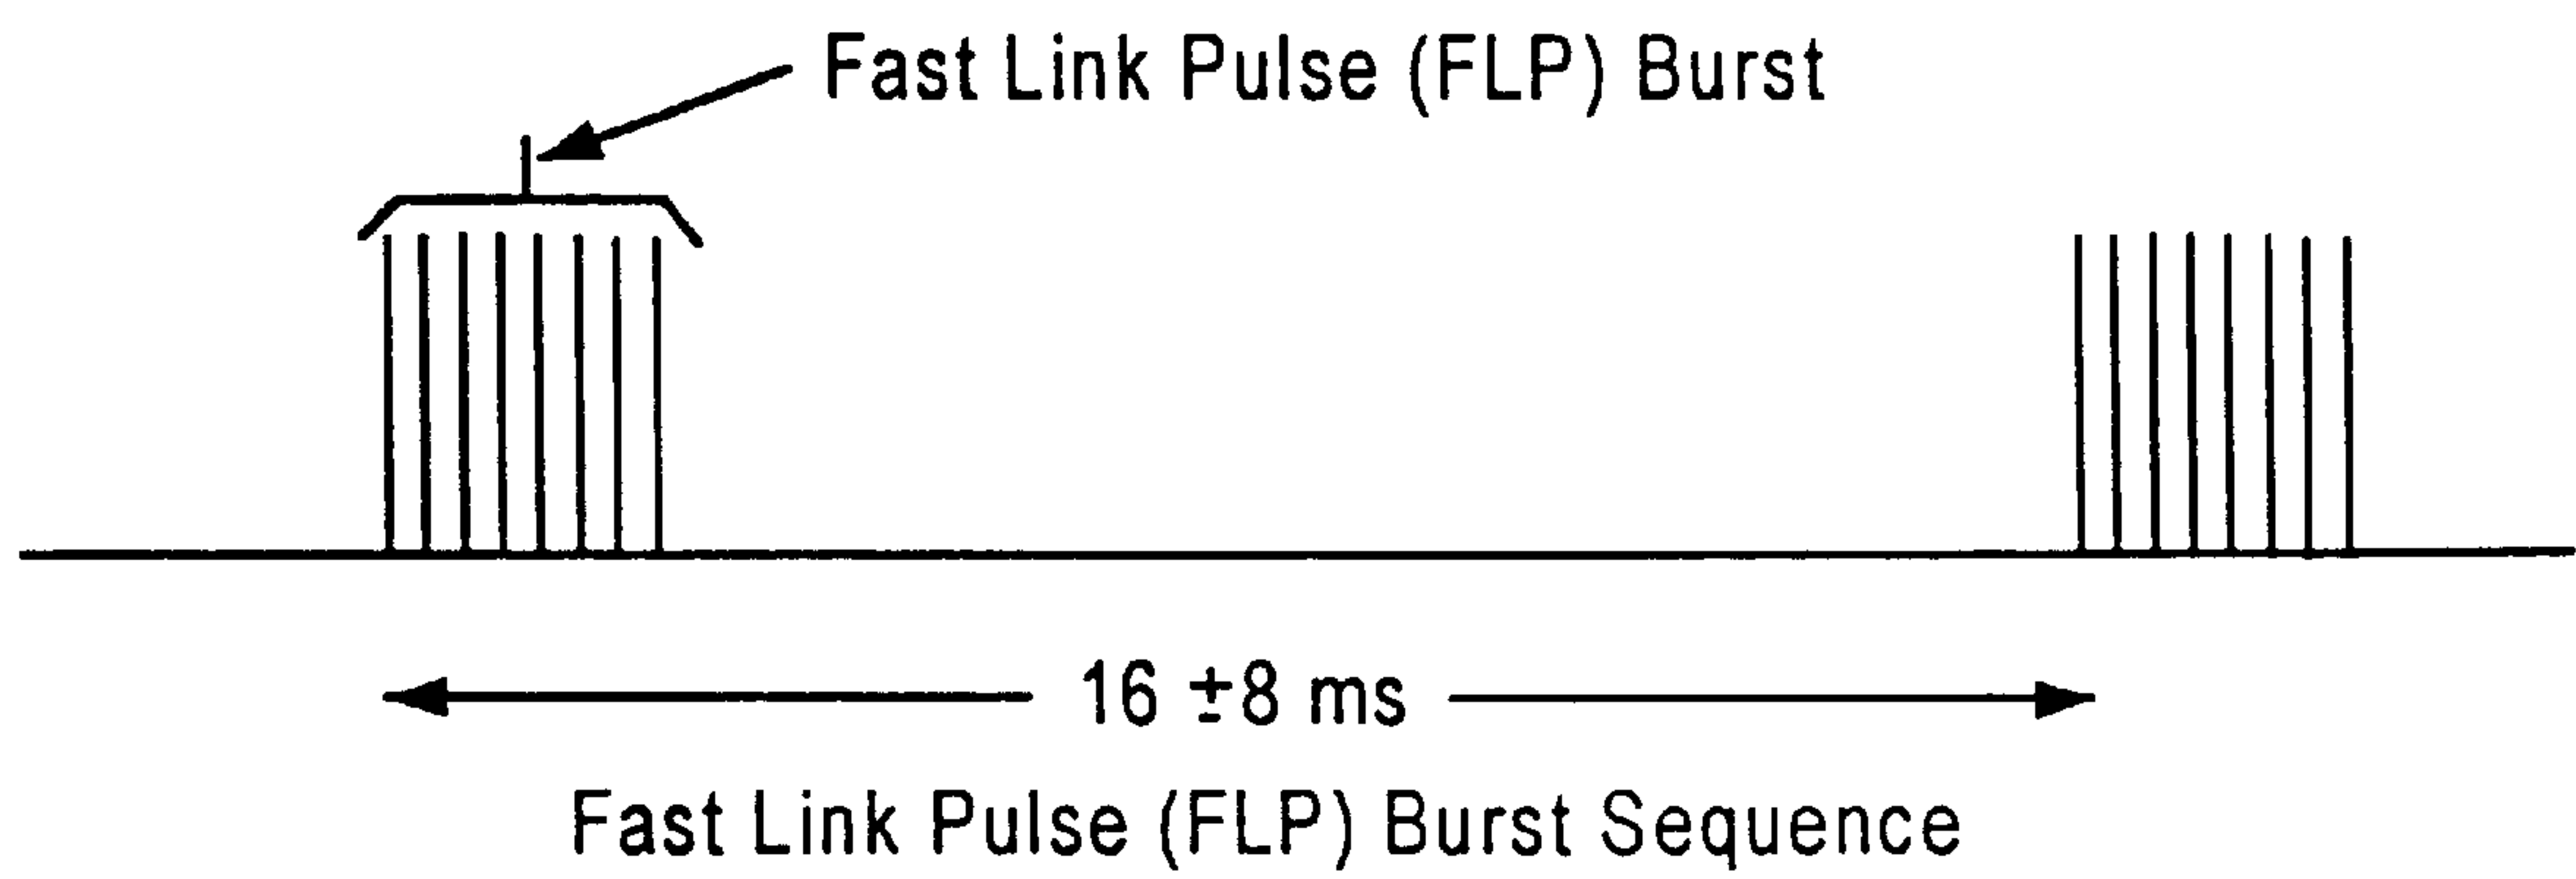 Fast Link Pulse (FLP) Burst
16 ±8 ms
Fast Link Pulse (FLP) Burst Sequence